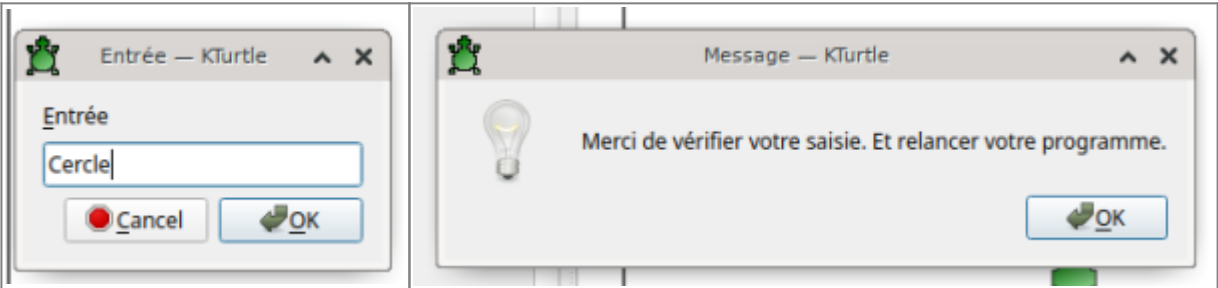 Entrée — KTurtle
Entrée
Cercle
Cancel
OK
Message — KTurtle
Merci de vérifier votre saisie. Et relancer votre programme.
OK